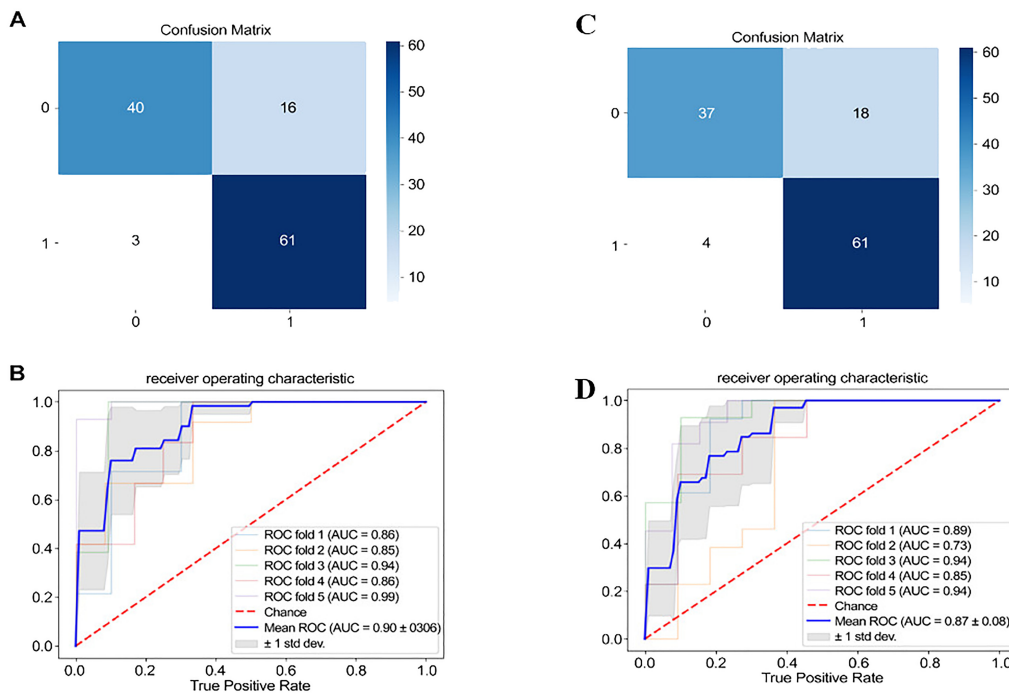 A
Confusion Matrix
0
40
16
1
3
61
0
1
60
50
40
30
20
10
C
Confusion Matrix
0
37
18
1
4
61
0
1
60
50
40
30
20
10
B
receiver operating characteristic
1.0
0.8
0.6
0.4
0.2
0.0
ROC fold 1 (AUC = 0.86)
ROC fold 2 (AUC = 0.85)
ROC fold 3 (AUC = 0.94)
ROC fold 4 (AUC = 0.86)
ROC fold 5 (AUC = 0.99)
Chance
Mean ROC (AUC = 0.90 ± 0306)
± 1 std dev.
0.0 0.2 0.4 0.6 0.8 1.0
True Positive Rate
D
receiver operating characteristic
1.0
0.8
0.6
0.4
0.2
0.0
ROC fold 1 (AUC = 0.89)
ROC fold 2 (AUC = 0.73)
ROC fold 3 (AUC = 0.94)
ROC fold 4 (AUC = 0.85)
ROC fold 5 (AUC = 0.94)
Chance
Mean ROC (AUC = 0.87 ± 0.08)
± 1 std dev.
0.0 0.2 0.4 0.6 0.8 1.0
True Positive Rate